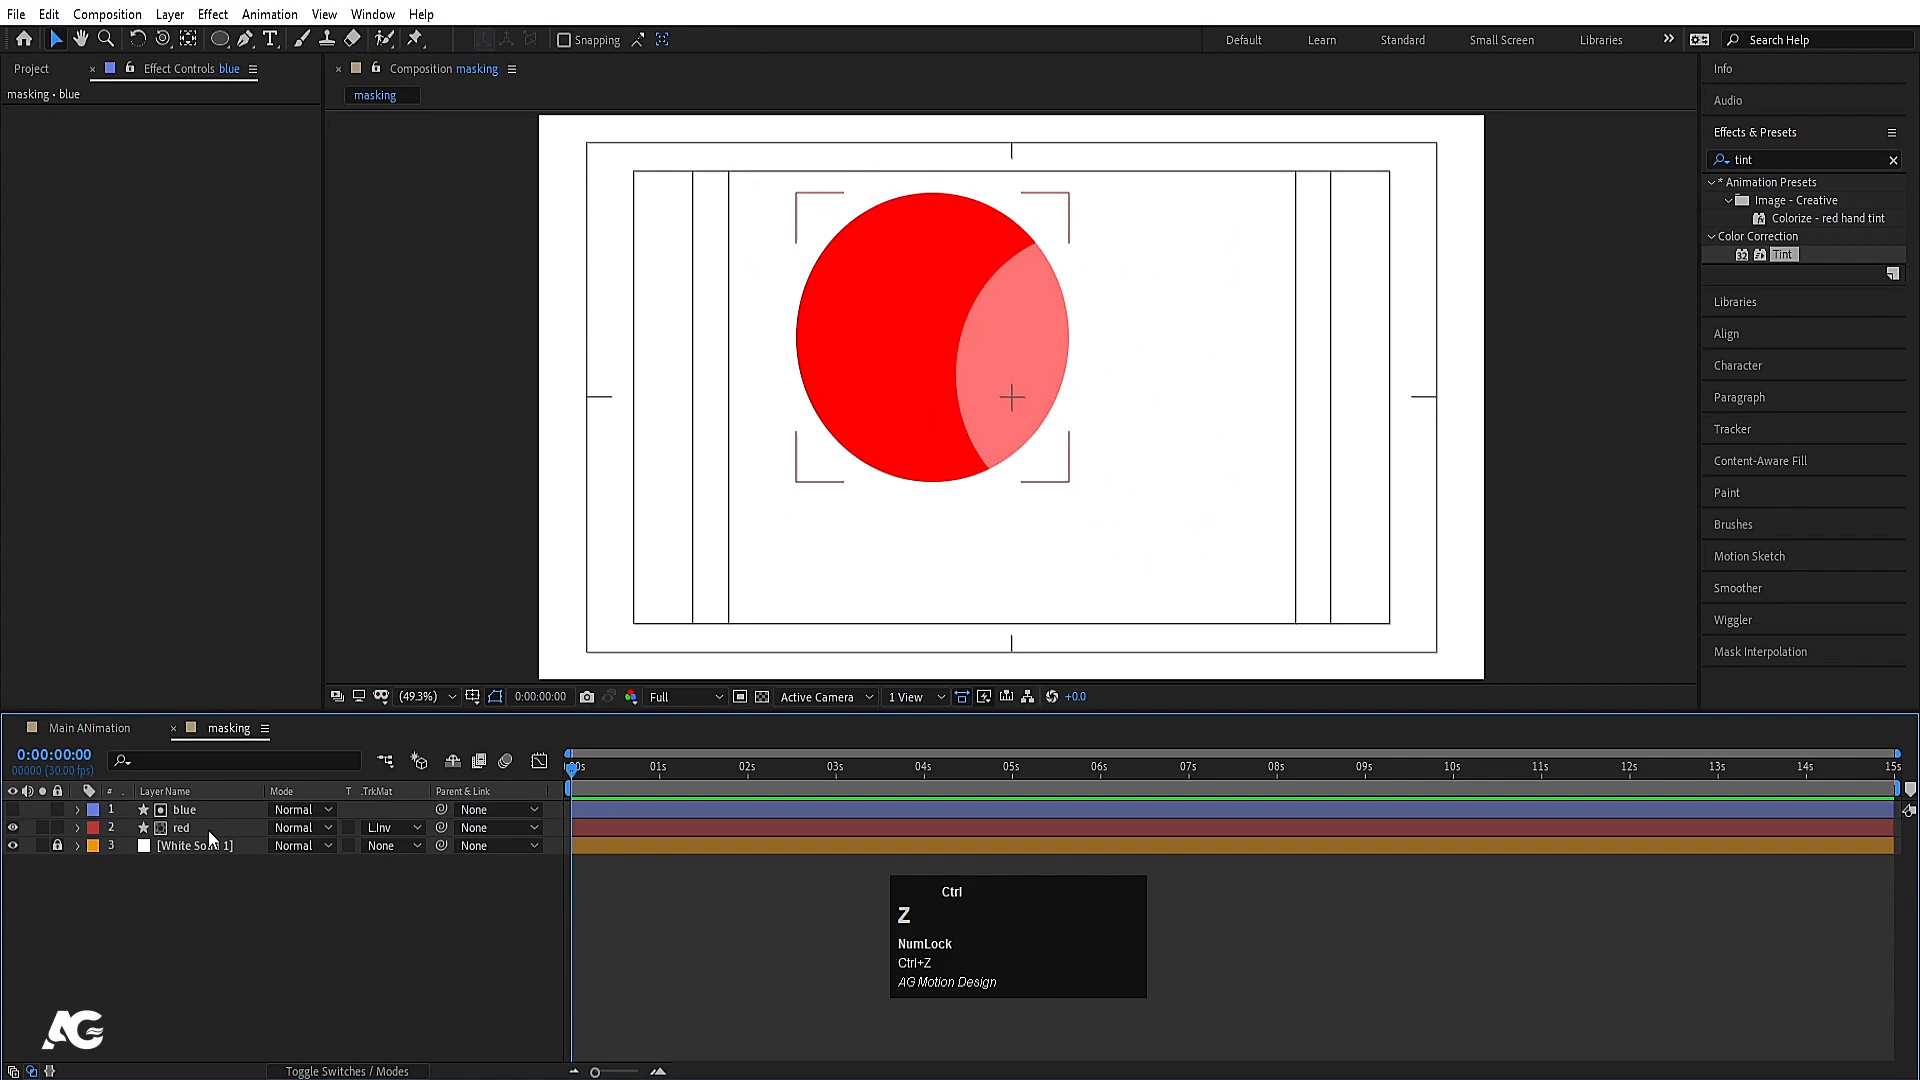 File Edit Composition Layer Effect Animation View Window Help
Snapping Default Learn Standard Small Screen Libraries Search Help
Project Effect Controls blue
Composition masking
masking • blue
masking
Info
Audio
Effects & Presets
tint
* Animation Presets
Image - Creative
Colorize - red hand tint
Color Correction
32 Tint
Libraries
Align
Character
Paragraph
Tracker
Content-Aware Fill
Paint
Brushes
Motion Sketch
Smoother
Wiggler
Mask Interpolation
(49.3%) 0:00:00:00 Full Active Camera 1 View +0.0
Main ANimation masking
0:00:00:00
00000 (30.00 fps)
00s 01s 02s 03s 04s 05s 06s 07s 08s 09s 10s 11s 12s 13s 14s 15s
# Layer Name Mode T .TrkMat Parent & Link
1 blue Normal None
2 red Normal L.Inv None
3 [White So 1] Normal None None
Ctrl
Z
NumLock
Ctrl+Z
AG Motion Design
AG
Toggle Switches / Modes